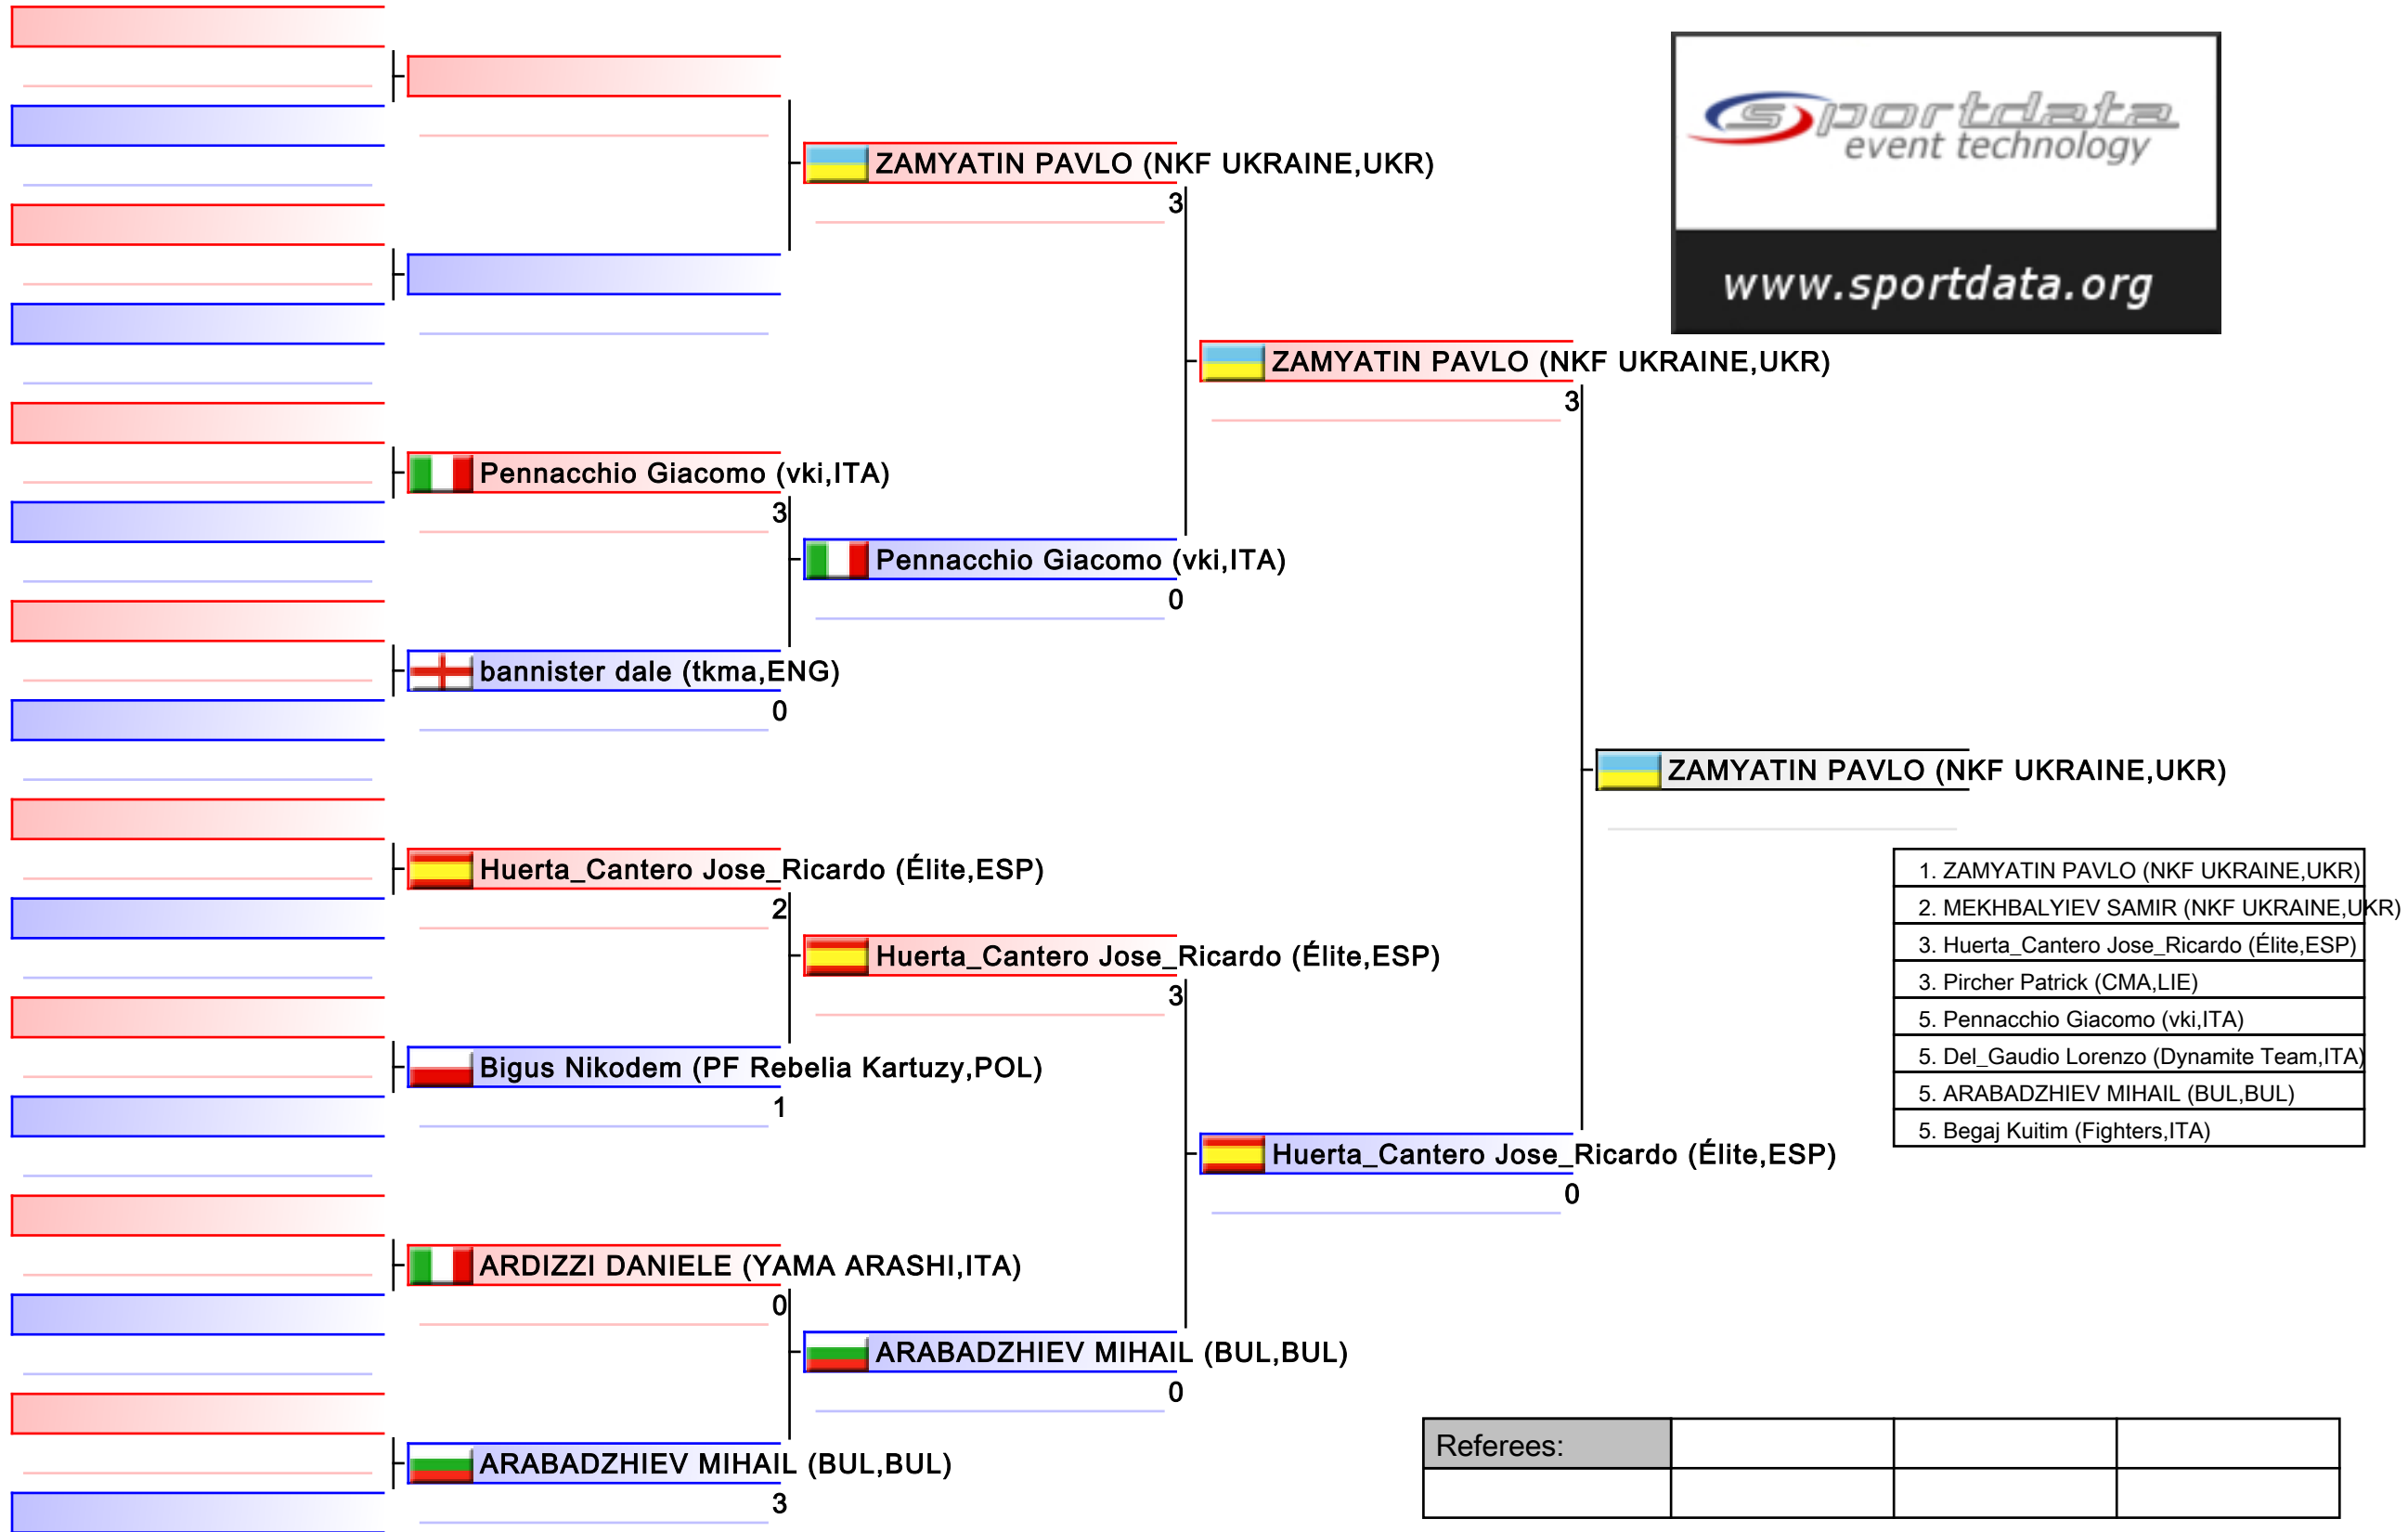 sportdata
event technology
www.sportdata.org
ZAMYATIN PAVLO (NKF UKRAINE,UKR)
3
ZAMYATIN PAVLO (NKF UKRAINE,UKR)
3
Pennacchio Giacomo (vki,ITA)
3
Pennacchio Giacomo (vki,ITA)
0
bannister dale (tkma,ENG)
0
ZAMYATIN PAVLO (NKF UKRAINE,UKR)
Huerta_Cantero Jose_Ricardo (Élite,ESP)
2
Huerta_Cantero Jose_Ricardo (Élite,ESP)
3
Bigus Nikodem (PF Rebelia Kartuzy,POL)
1
Huerta_Cantero Jose_Ricardo (Élite,ESP)
0
ARDIZZI DANIELE (YAMA ARASHI,ITA)
0
ARABADZHIEV MIHAIL (BUL,BUL)
0
ARABADZHIEV MIHAIL (BUL,BUL)
3
1. ZAMYATIN PAVLO (NKF UKRAINE,UKR)
2. MEKHBALYIEV SAMIR (NKF UKRAINE,UKR)
3. Huerta_Cantero Jose_Ricardo (Élite,ESP)
3. Pircher Patrick (CMA,LIE)
5. Pennacchio Giacomo (vki,ITA)
5. Del_Gaudio Lorenzo (Dynamite Team,ITA)
5. ARABADZHIEV MIHAIL (BUL,BUL)
5. Begaj Kuitim (Fighters,ITA)
Referees: